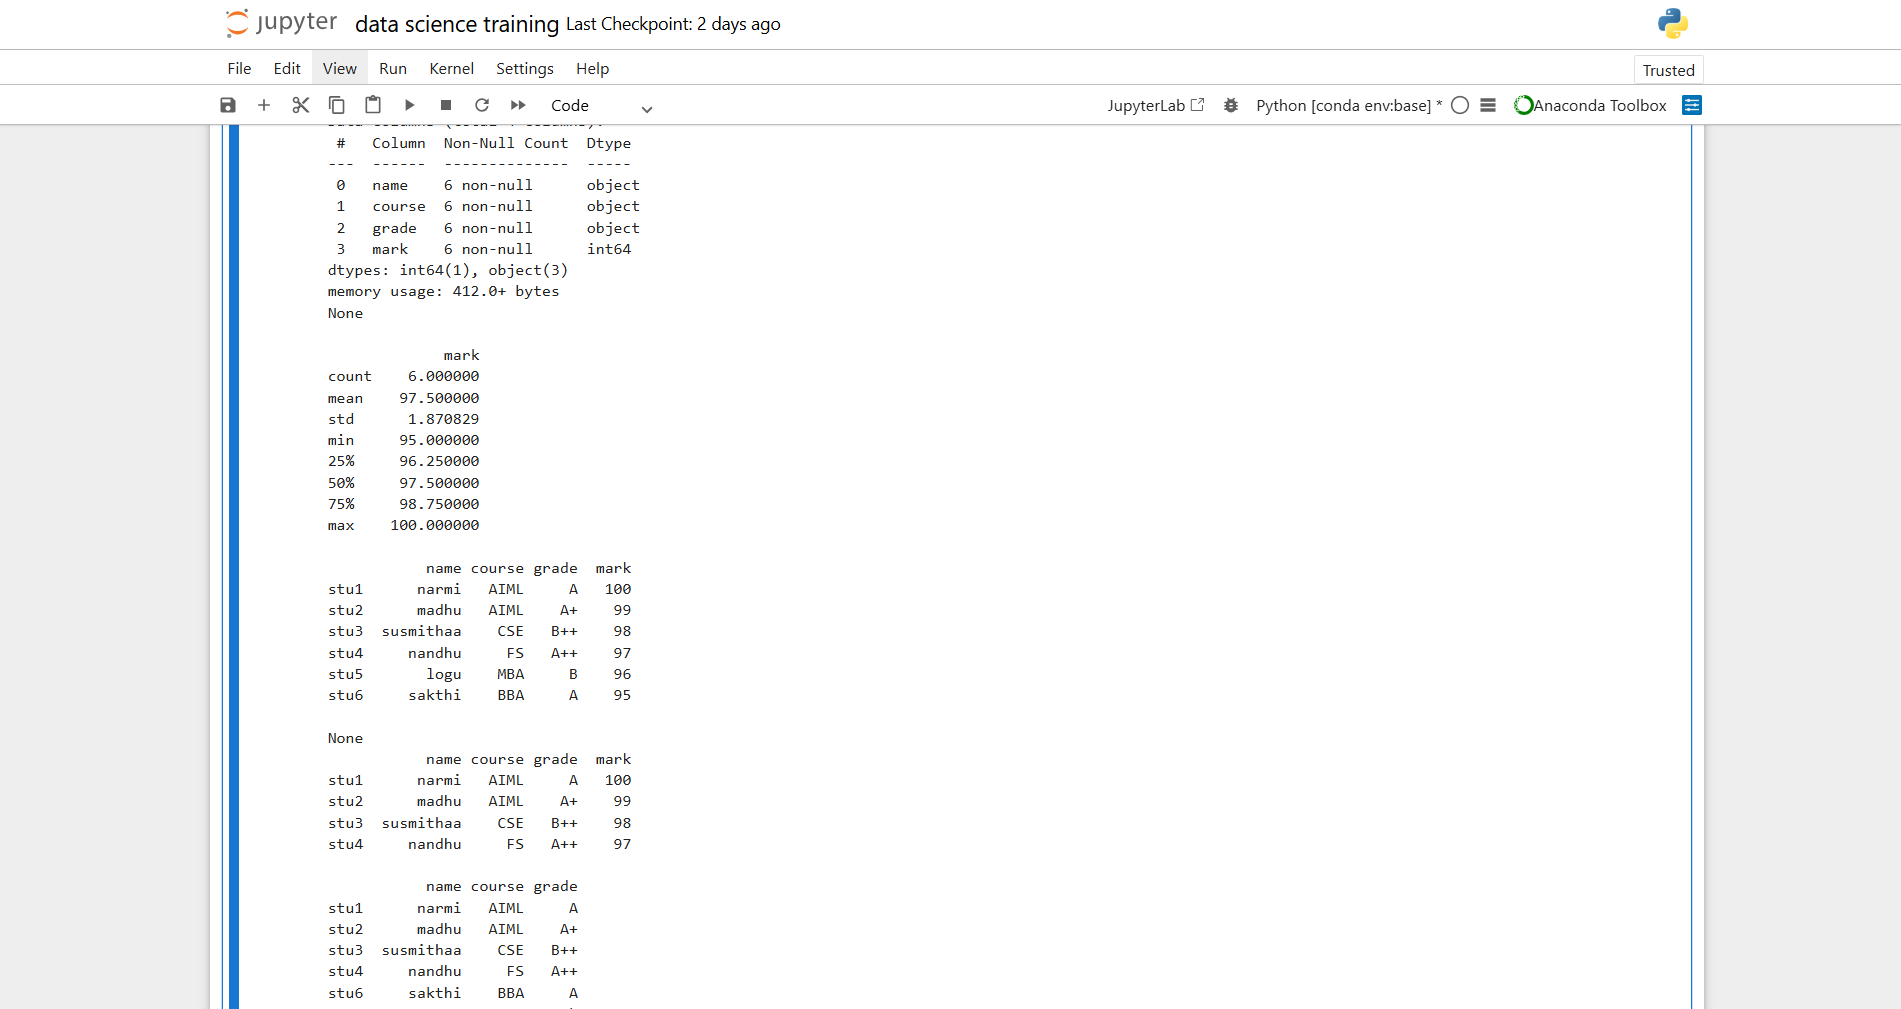 jupyter data science training Last Checkpoint: 2 days ago
File Edit View Run Kernel Settings Help Trusted
Code JupyterLab Python [conda env:base] * Anaconda Toolbox
#   Column  Non-Null Count  Dtype
---  ------  --------------  -----
0   name    6 non-null      object
1   course  6 non-null      object
2   grade   6 non-null      object
3   mark    6 non-null      int64
dtypes: int64(1), object(3)
memory usage: 412.0+ bytes
None
mark
count    6.000000
mean    97.500000
std      1.870829
min     95.000000
25%     96.250000
50%     97.500000
75%     98.750000
max    100.000000
name course grade  mark
stu1      narmi   AIML     A   100
stu2      madhu   AIML    A+    99
stu3  susmithaa    CSE   B++    98
stu4     nandhu     FS   A++    97
stu5       logu    MBA     B    96
stu6     sakthi    BBA     A    95
None
name course grade  mark
stu1      narmi   AIML     A   100
stu2      madhu   AIML    A+    99
stu3  susmithaa    CSE   B++    98
stu4     nandhu     FS   A++    97
name course grade
stu1      narmi   AIML     A
stu2      madhu   AIML    A+
stu3  susmithaa    CSE   B++
stu4     nandhu     FS   A++
stu6     sakthi    BBA     A